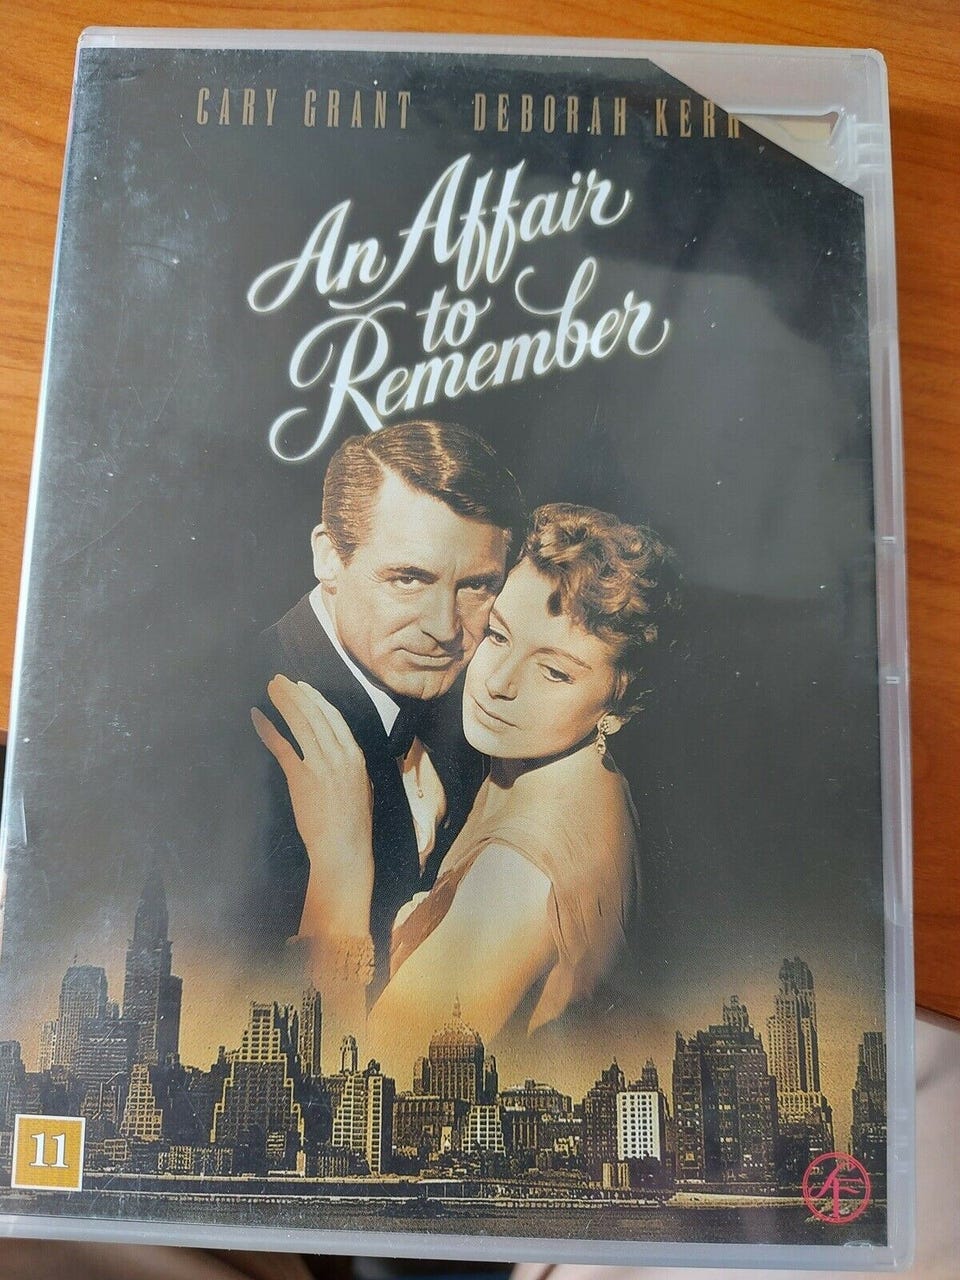 CARY GRANT DEBORAH KERR
An Affair
to
Remember
11